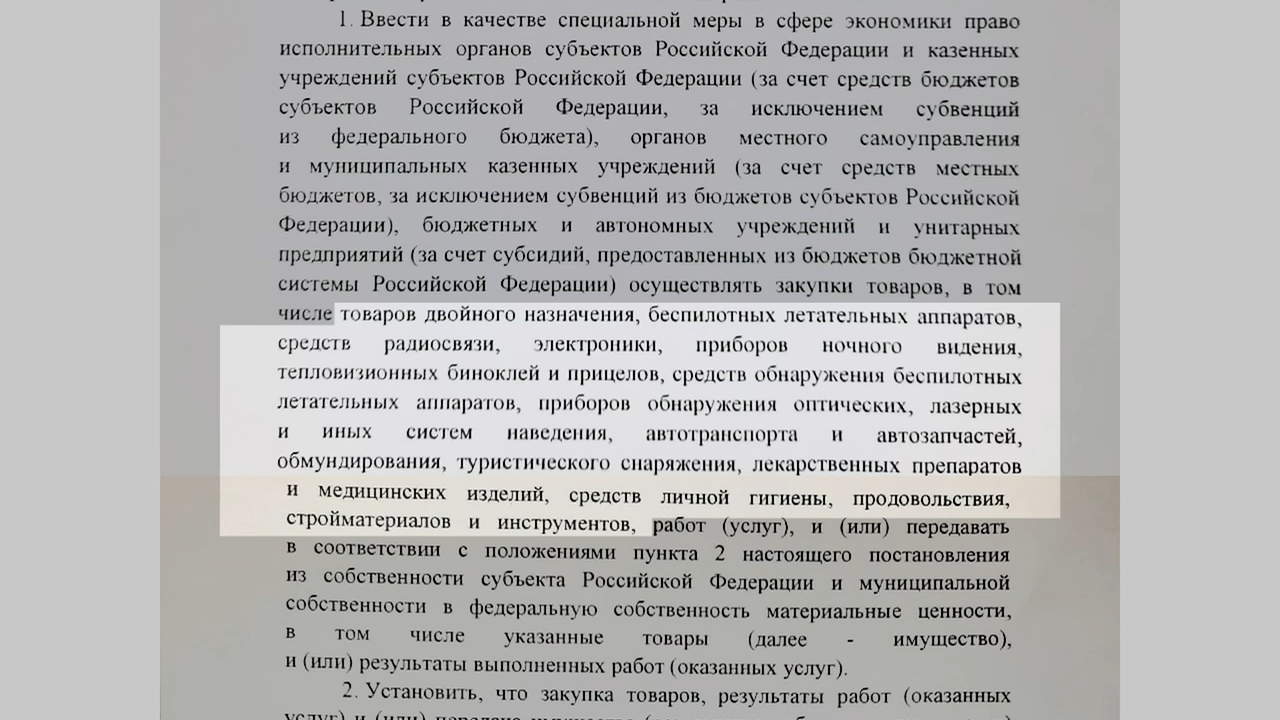 1. Ввести в качестве специальной меры в сфере экономики право
исполнительных органов субъектов Российской Федерации и казенных
учреждений субъектов Российской Федерации (за счет средств бюджетов
субъектов Российской Федерации, за исключением субвенций
из федерального бюджета), органов местного самоуправления
и муниципальных казенных учреждений (за счет средств местных
бюджетов, за исключением субвенций из бюджетов субъектов Российской
Федерации), бюджетных и автономных учреждений и унитарных
предприятий (за счет субсидий, предоставленных из бюджетов бюджетной
системы Российской Федерации) осуществлять закупки товаров, в том
числе товаров двойного назначения, беспилотных летательных аппаратов,
средств радиосвязи, электроники, приборов ночного видения,
тепловизионных биноклей и прицелов, средств обнаружения беспилотных
летательных аппаратов, приборов обнаружения оптических, лазерных
и иных систем наведения, автотранспорта и автозапчастей,
обмундирования, туристического снаряжения, лекарственных препаратов
и медицинских изделий, средств личной гигиены, продовольствия,
стройматериалов и инструментов, работ (услуг), и (или) передавать
в соответствии с положениями пункта 2 настоящего постановления
из собственности субъекта Российской Федерации и муниципальной
собственности в федеральную собственность материальные ценности,
в том числе указанные товары (далее - имущество),
и (или) результаты выполненных работ (оказанных услуг).
2. Установить, что закупка товаров, результаты работ (оказанных